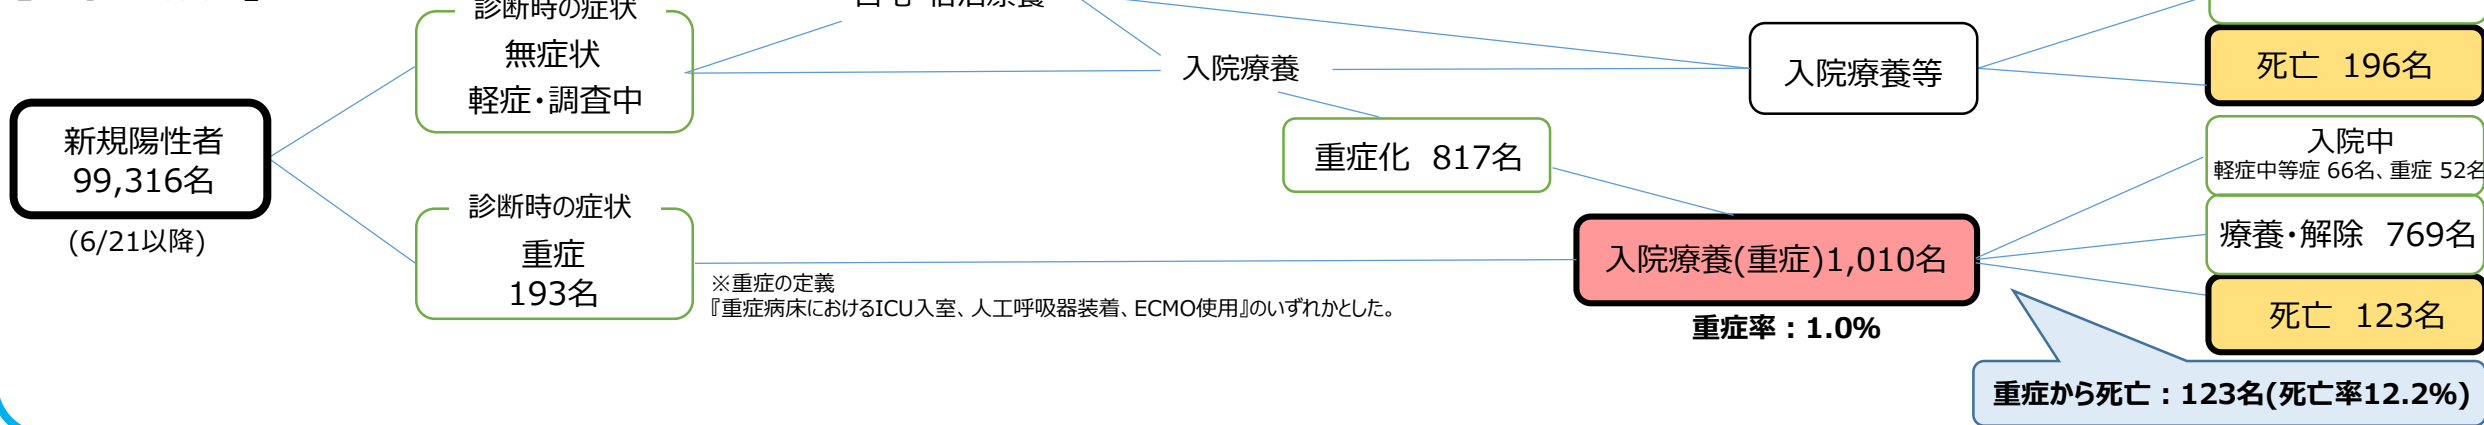 診断時の症状
無症状
軽症・調査中
入院療養
入院療養等
死亡 196名
新規陽性者
99,316名
(6/21以降)
重症化 817名
入院中
軽症中等症 66名、重症 52名
診断時の症状
重症
193名
※重症の定義
『重症病床におけるICU入室、人工呼吸器装着、ECMO使用』のいずれかとした。
入院療養(重症)1,010名
重症率：1.0%
療養・解除 769名
死亡 123名
重症から死亡：123名(死亡率12.2%)